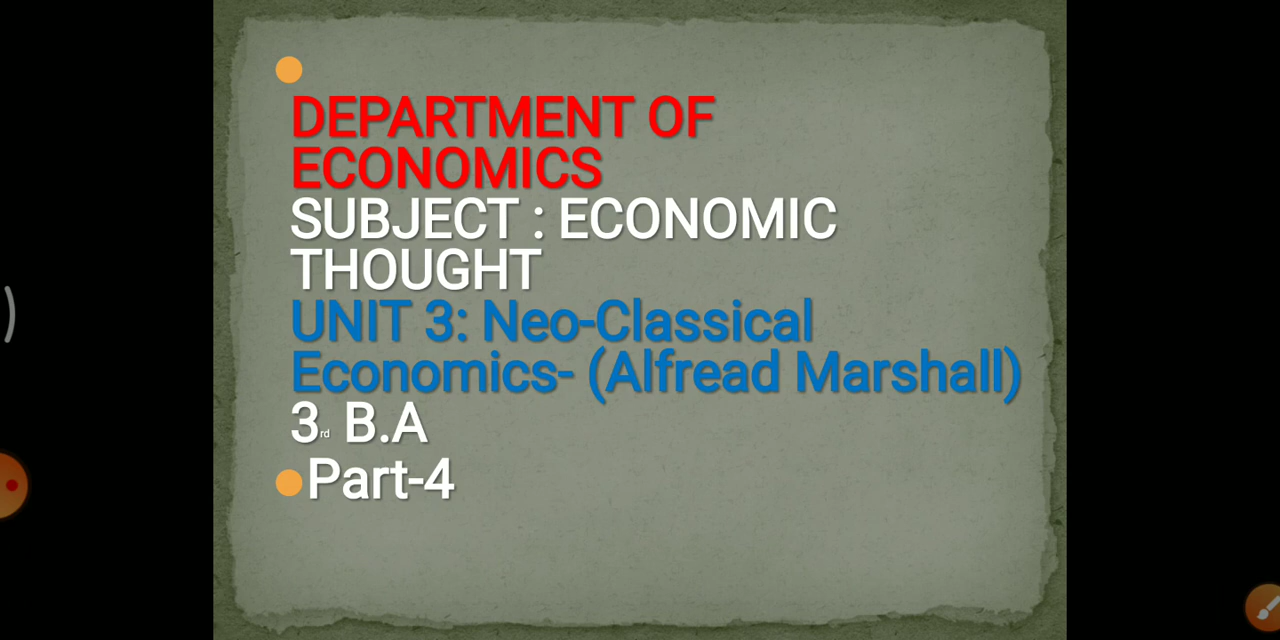 DEPARTMENT OF
ECONOMICS
SUBJECT : ECONOMIC
THOUGHT
UNIT 3: Neo-Classical
Economics- (Alfread Marshall)
3rd B.A
Part-4